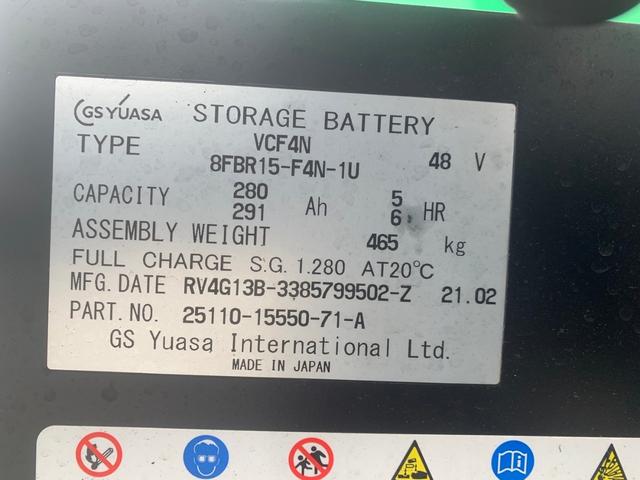 GS YUASA STORAGE BATTERY
TYPE VCF4N 48 V
8FBR15-F4N-1U
CAPACITY 280 Ah 5 HR
291 6
ASSEMBLY WEIGHT 465 kg
FULL CHARGE S.G. 1.280 AT20℃
MFG. DATE RV4G13B-3385799502-Z 21.02
PART. NO. 25110-15550-71-A
GS Yuasa International Ltd.
MADE IN JAPAN